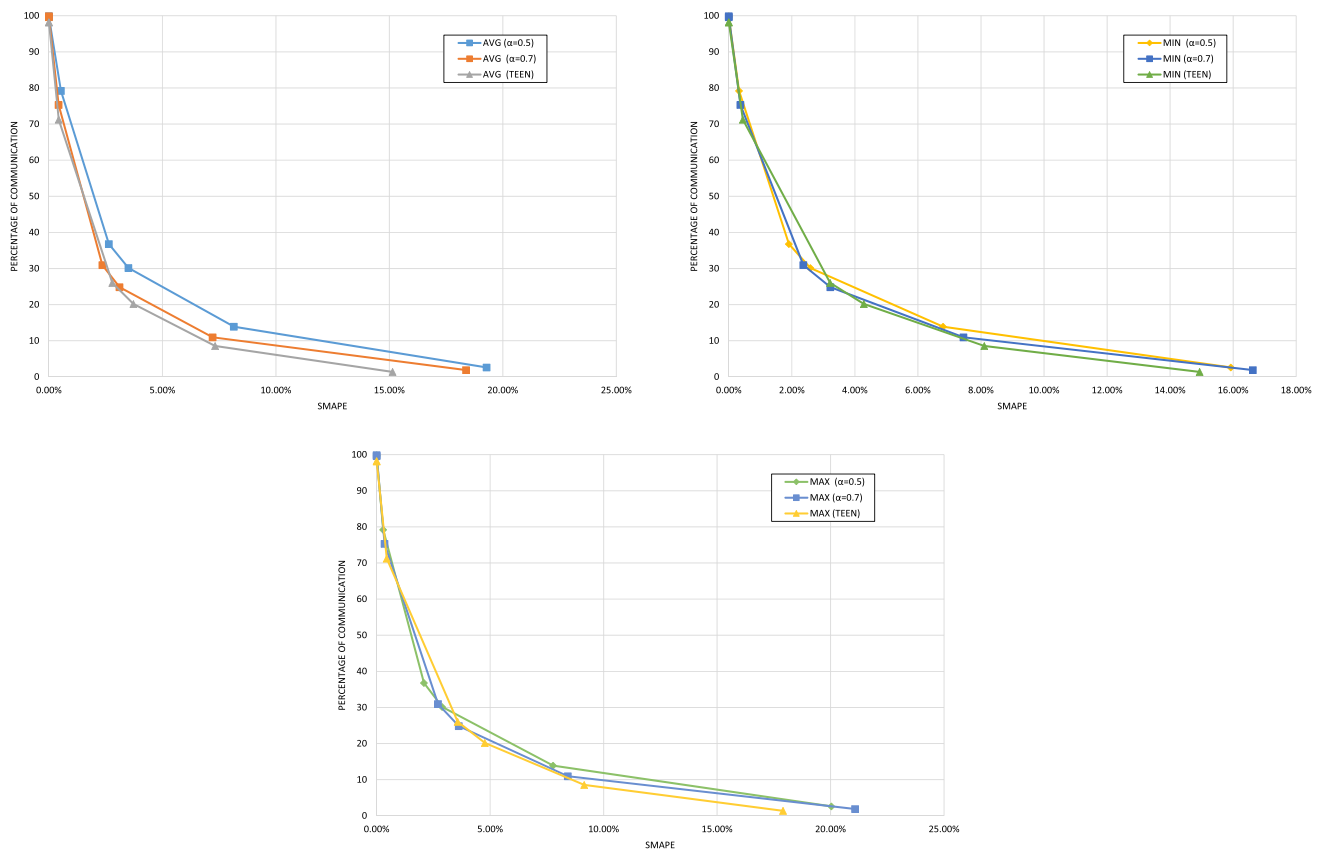 100
90
80
70
60
50
40
30
20
10
0
PERCENTAGE OF COMMUNICATION
0.00% 5.00% 10.00% 15.00% 20.00% 25.00%
SMAPE
AVG (α=0.5)
AVG (α=0.7)
AVG (TEEN)
100
90
80
70
60
50
40
30
20
10
0
PERCENTAGE OF COMMUNICATION
0.00% 2.00% 4.00% 6.00% 8.00% 10.00% 12.00% 14.00% 16.00% 18.00%
SMAPE
MIN (α=0.5)
MIN (α=0.7)
MIN (TEEN)
100
90
80
70
60
50
40
30
20
10
0
PERCENTAGE OF COMMUNICATION
0.00% 5.00% 10.00% 15.00% 20.00% 25.00%
SMAPE
MAX (α=0.5)
MAX (α=0.7)
MAX (TEEN)